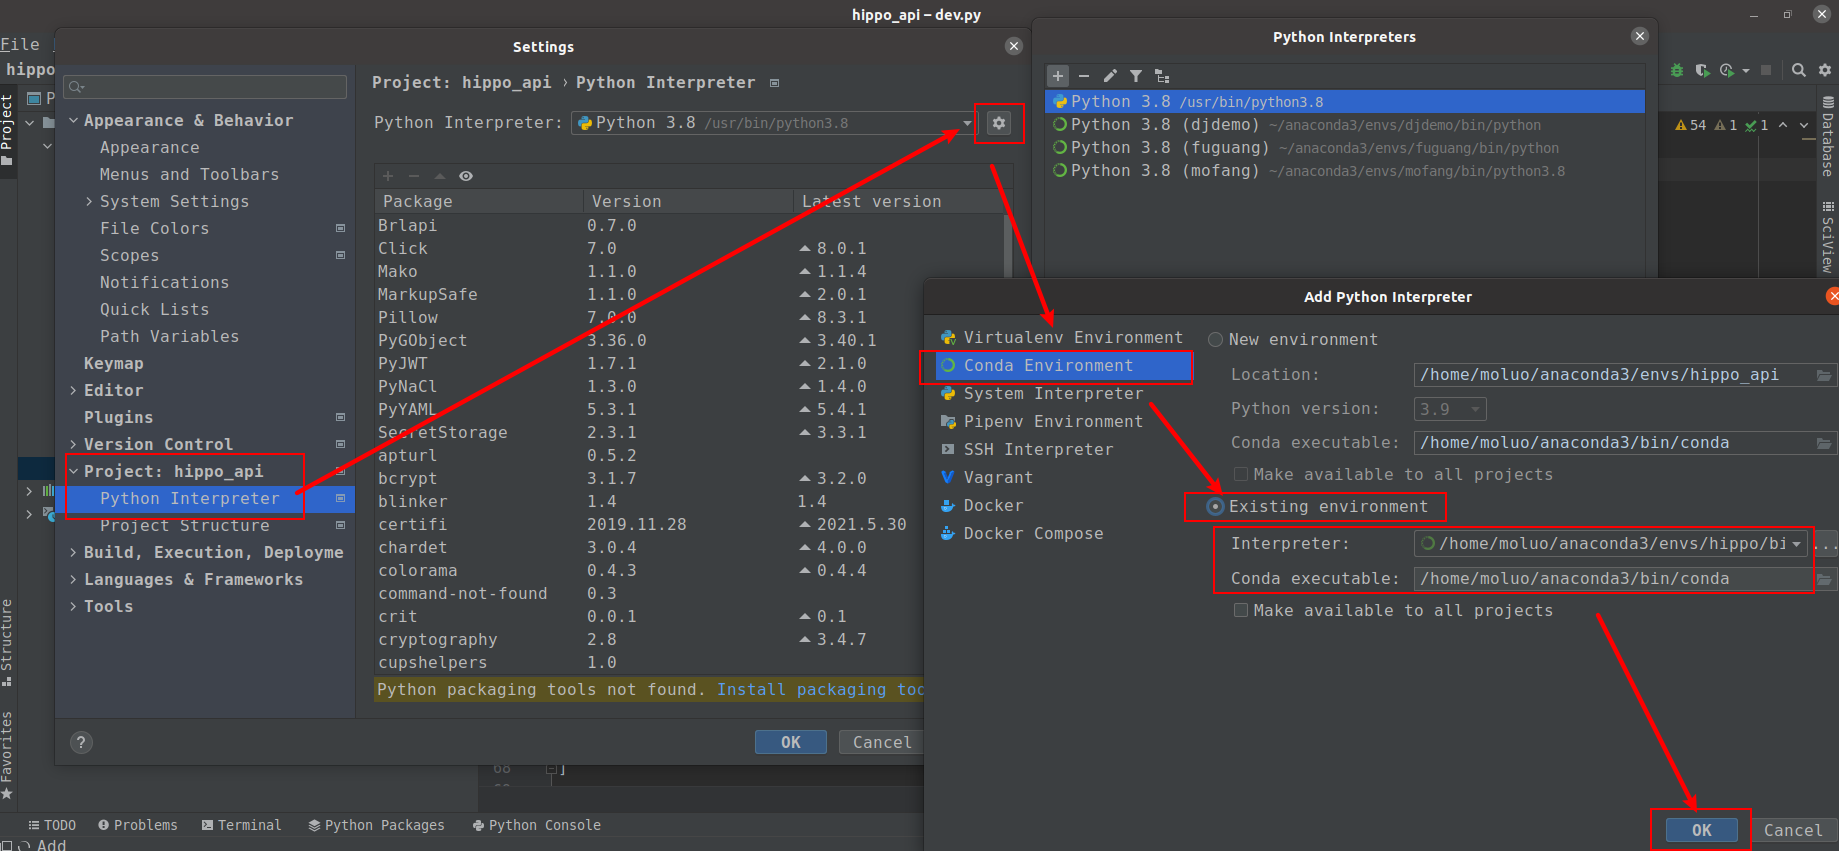 hippo_api – dev.py
File
hippo
Project
Structure
Favorites
Settings
Appearance & Behavior
Appearance
Menus and Toolbars
System Settings
File Colors
Scopes
Notifications
Quick Lists
Path Variables
Keymap
Editor
Plugins
Version Control
Project: hippo_api
Python Interpreter
Project Structure
Build, Execution, Deployme
Languages & Frameworks
Tools
Project: hippo_api › Python Interpreter
Python Interpreter: Python 3.8 /usr/bin/python3.8
Package Version Latest version
Brlapi 0.7.0
Click 7.0 8.0.1
Mako 1.1.0 1.1.4
MarkupSafe 1.1.0 2.0.1
Pillow 7.0.0 8.3.1
PyGObject 3.36.0 3.40.1
PyJWT 1.7.1 2.1.0
PyNaCl 1.3.0 1.4.0
PyYAML 5.3.1 5.4.1
SecretStorage 2.3.1 3.3.1
apturl 0.5.2
bcrypt 3.1.7 3.2.0
blinker 1.4 1.4
certifi 2019.11.28 2021.5.30
chardet 3.0.4 4.0.0
colorama 0.4.3 0.4.4
command-not-found 0.3
crit 0.0.1 0.1
cryptography 2.8 3.4.7
cupshelpers 1.0
Python packaging tools not found. Install packaging too
?
OK Cancel
68 ]
Python Interpreters
Python 3.8 /usr/bin/python3.8
Python 3.8 (djdemo) ~/anaconda3/envs/djdemo/bin/python
Python 3.8 (fuguang) ~/anaconda3/envs/fuguang/bin/python
Python 3.8 (mofang) ~/anaconda3/envs/mofang/bin/python3.8
54 1 1
Database
SciView
Add Python Interpreter
Virtualenv Environment
Conda Environment
System Interpreter
Pipenv Environment
SSH Interpreter
Vagrant
Docker
Docker Compose
New environment
Location: /home/moluo/anaconda3/envs/hippo_api
Python version: 3.9
Conda executable: /home/moluo/anaconda3/bin/conda
Make available to all projects
Existing environment
Interpreter: /home/moluo/anaconda3/envs/hippo/bi ...
Conda executable: /home/moluo/anaconda3/bin/conda
Make available to all projects
OK Cancel
TODO Problems Terminal Python Packages Python Console
Add